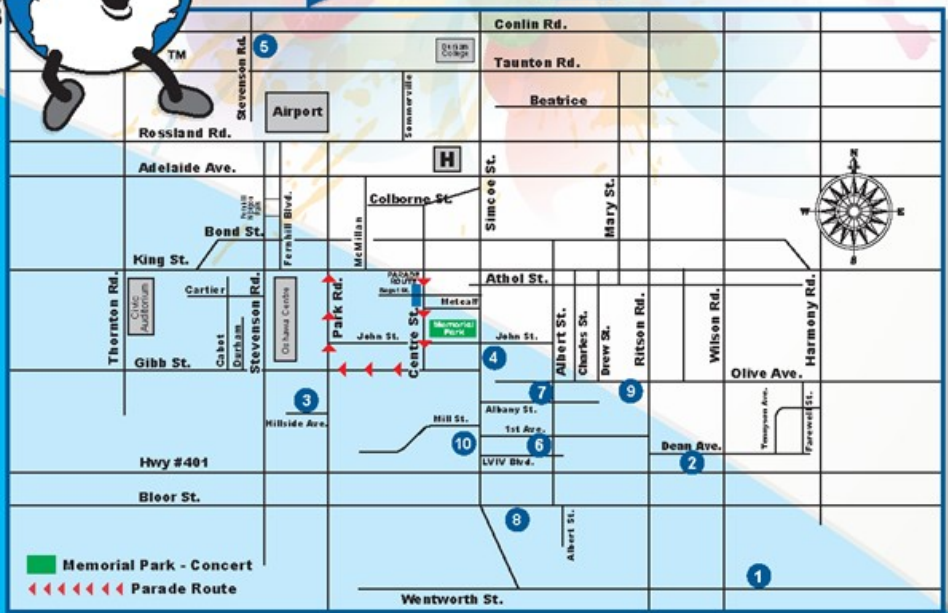 TM
Conlin Rd.
Stevenson Rd.
5
Durham
College
Taunton Rd.
Airport
Sommerville
Beatrice
Rossland Rd.
H
Adelaide Ave.
N
W
E
S
Simcoe St.
Mary St.
Colborne St.
Fernhill Blvd.
McMillan
Bond St.
King St.
PARADE
ROUTE
Athol St.
Thornton Rd.
Civic
Auditorium
Cartier
Stevenson Rd.
Oshawa Centre
Park Rd.
Bagot St.
Metcalf
Centre St.
Memorial
Park
Albert St.
Charles St.
Drew St.
Ritson Rd.
Wilson Rd.
Harmony Rd.
Cabot
Durham
John St.
John St.
Gibb St.
4
Olive Ave.
3
7
9
Hillside Ave.
Albany St.
Tennyson Ave.
Farewell St.
Mill St.
1st Ave.
10
6
Dean Ave.
LVIV Blvd.
2
Hwy #401
Bloor St.
8
Albert St.
Memorial Park - Concert
1
Parade Route
Wentworth St.